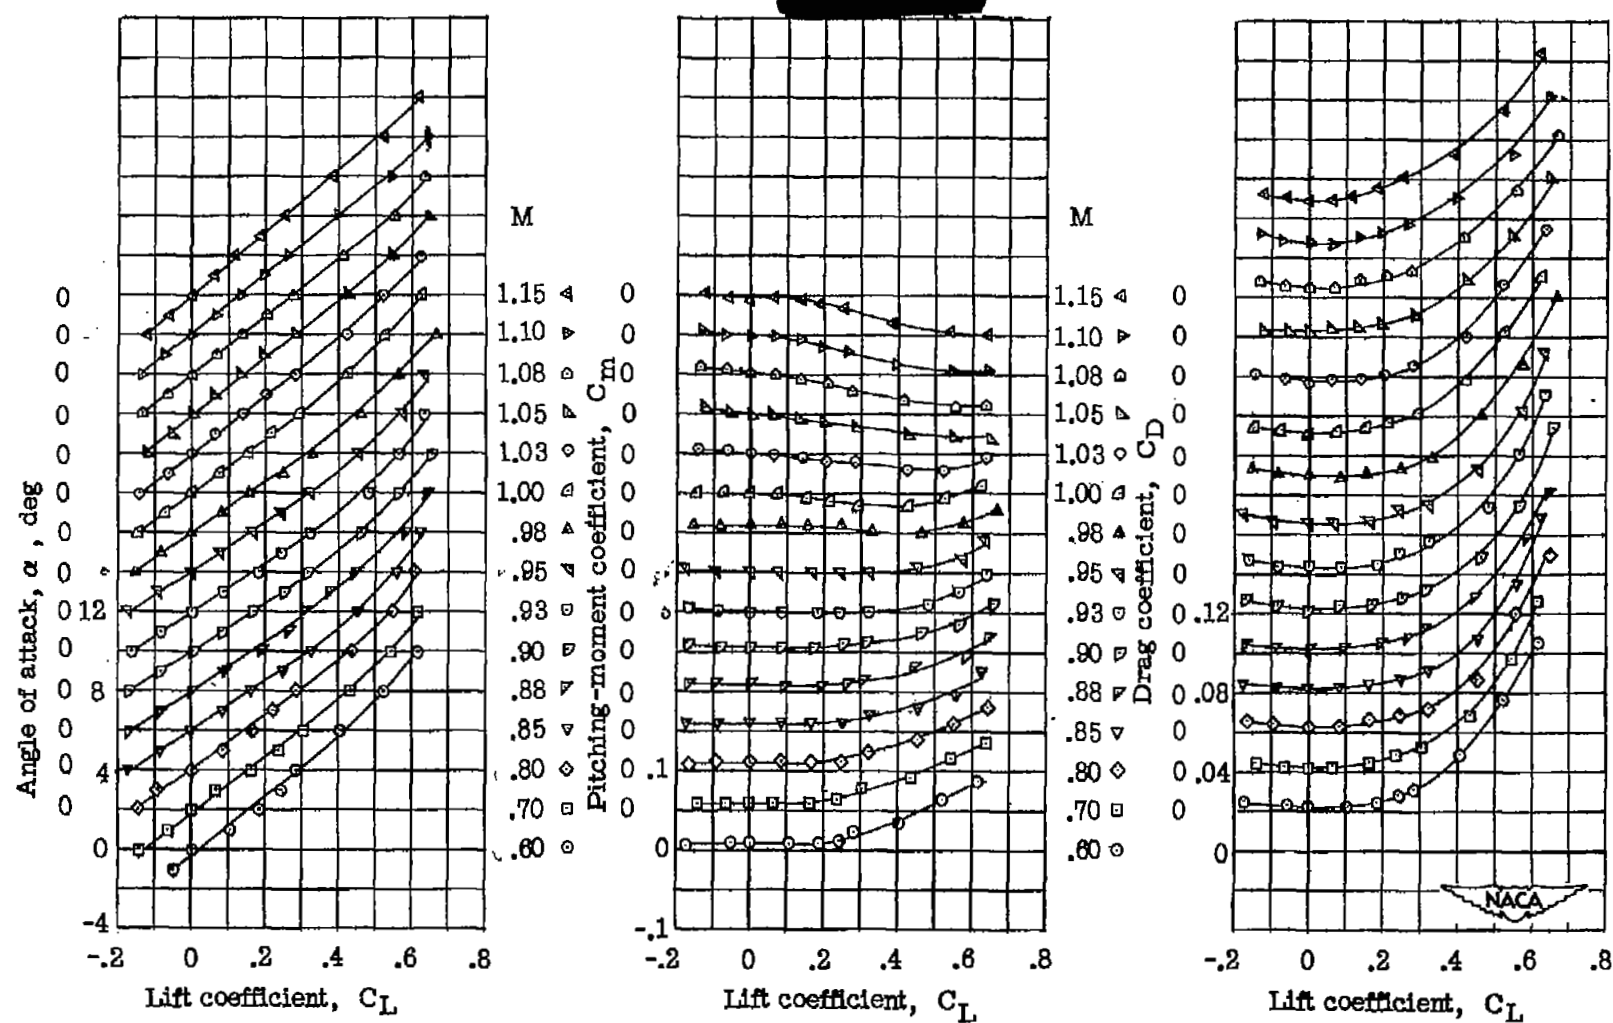 M
M
0 1.15 0 1.15 0
0 1.10 0 1.10 0
0 1.08 0 1.08 0
0 1.05 0 1.05 0
0 1.03 0 1.03 0
0 1.00 0 1.00 0
0 .98 0 .98 0
0 .95 0 .95 0
0 12 .93 0 .93 0 .12
0 .90 0 .90 0
0 8 .88 0 .88 0 .08
0 .85 0 .85 0
0 4 .80 0 .1 .80 0 .04
0 .70 0 .70 0
0 .60 0 .60 0
-4 -.1
Angle of attack, α, deg
Pitching-moment coefficient, Cm
Drag coefficient, CD
NACA
-.2 0 .2 .4 .6 .8
-.2 0 .2 .4 .6 .8
-.2 0 .2 .4 .6 .8
Lift coefficient, CL
Lift coefficient, CL
Lift coefficient, CL